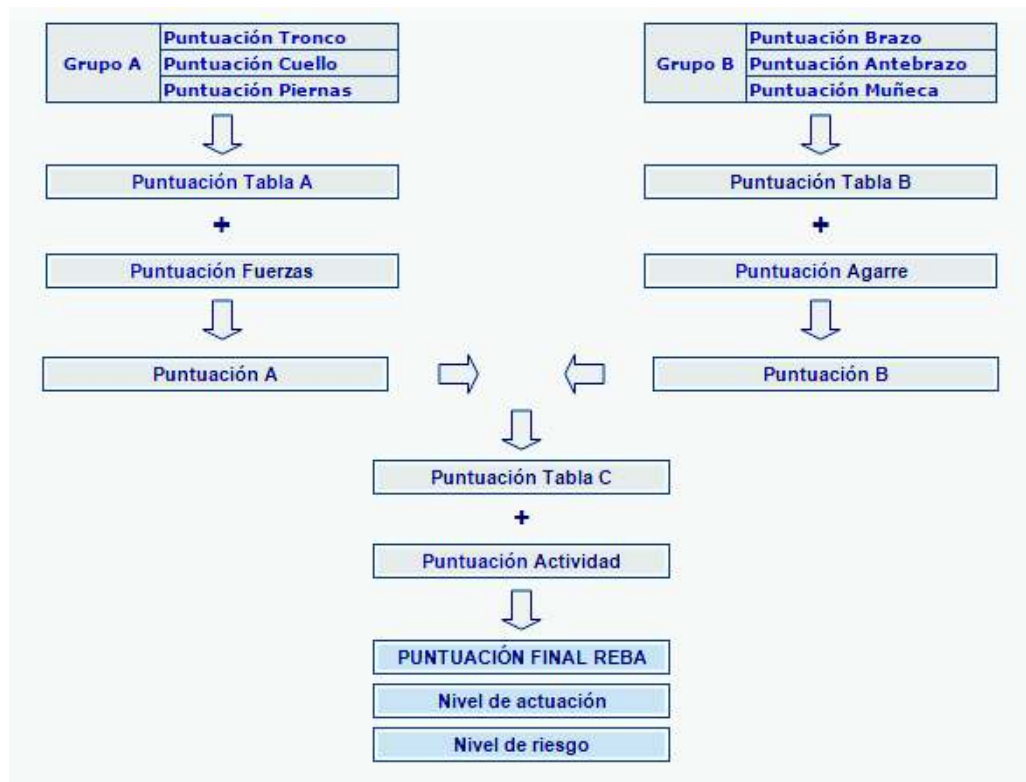 Grupo A
Puntuación Tronco
Puntuación Cuello
Puntuación Piernas
Grupo B
Puntuación Brazo
Puntuación Antebrazo
Puntuación Muñeca
Puntuación Tabla A
Puntuación Tabla B
+
+
Puntuación Fuerzas
Puntuación Agarre
Puntuación A
Puntuación B
Puntuación Tabla C
+
Puntuación Actividad
PUNTUACIÓN FINAL REBA
Nivel de actuación
Nivel de riesgo